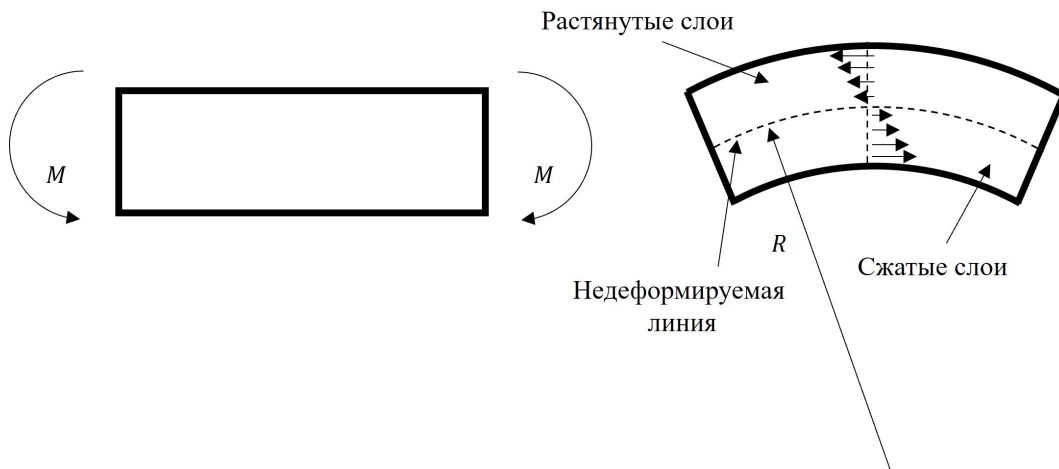 Растянутые слои
M
M
R
Сжатые слои
Недеформируемая
линия